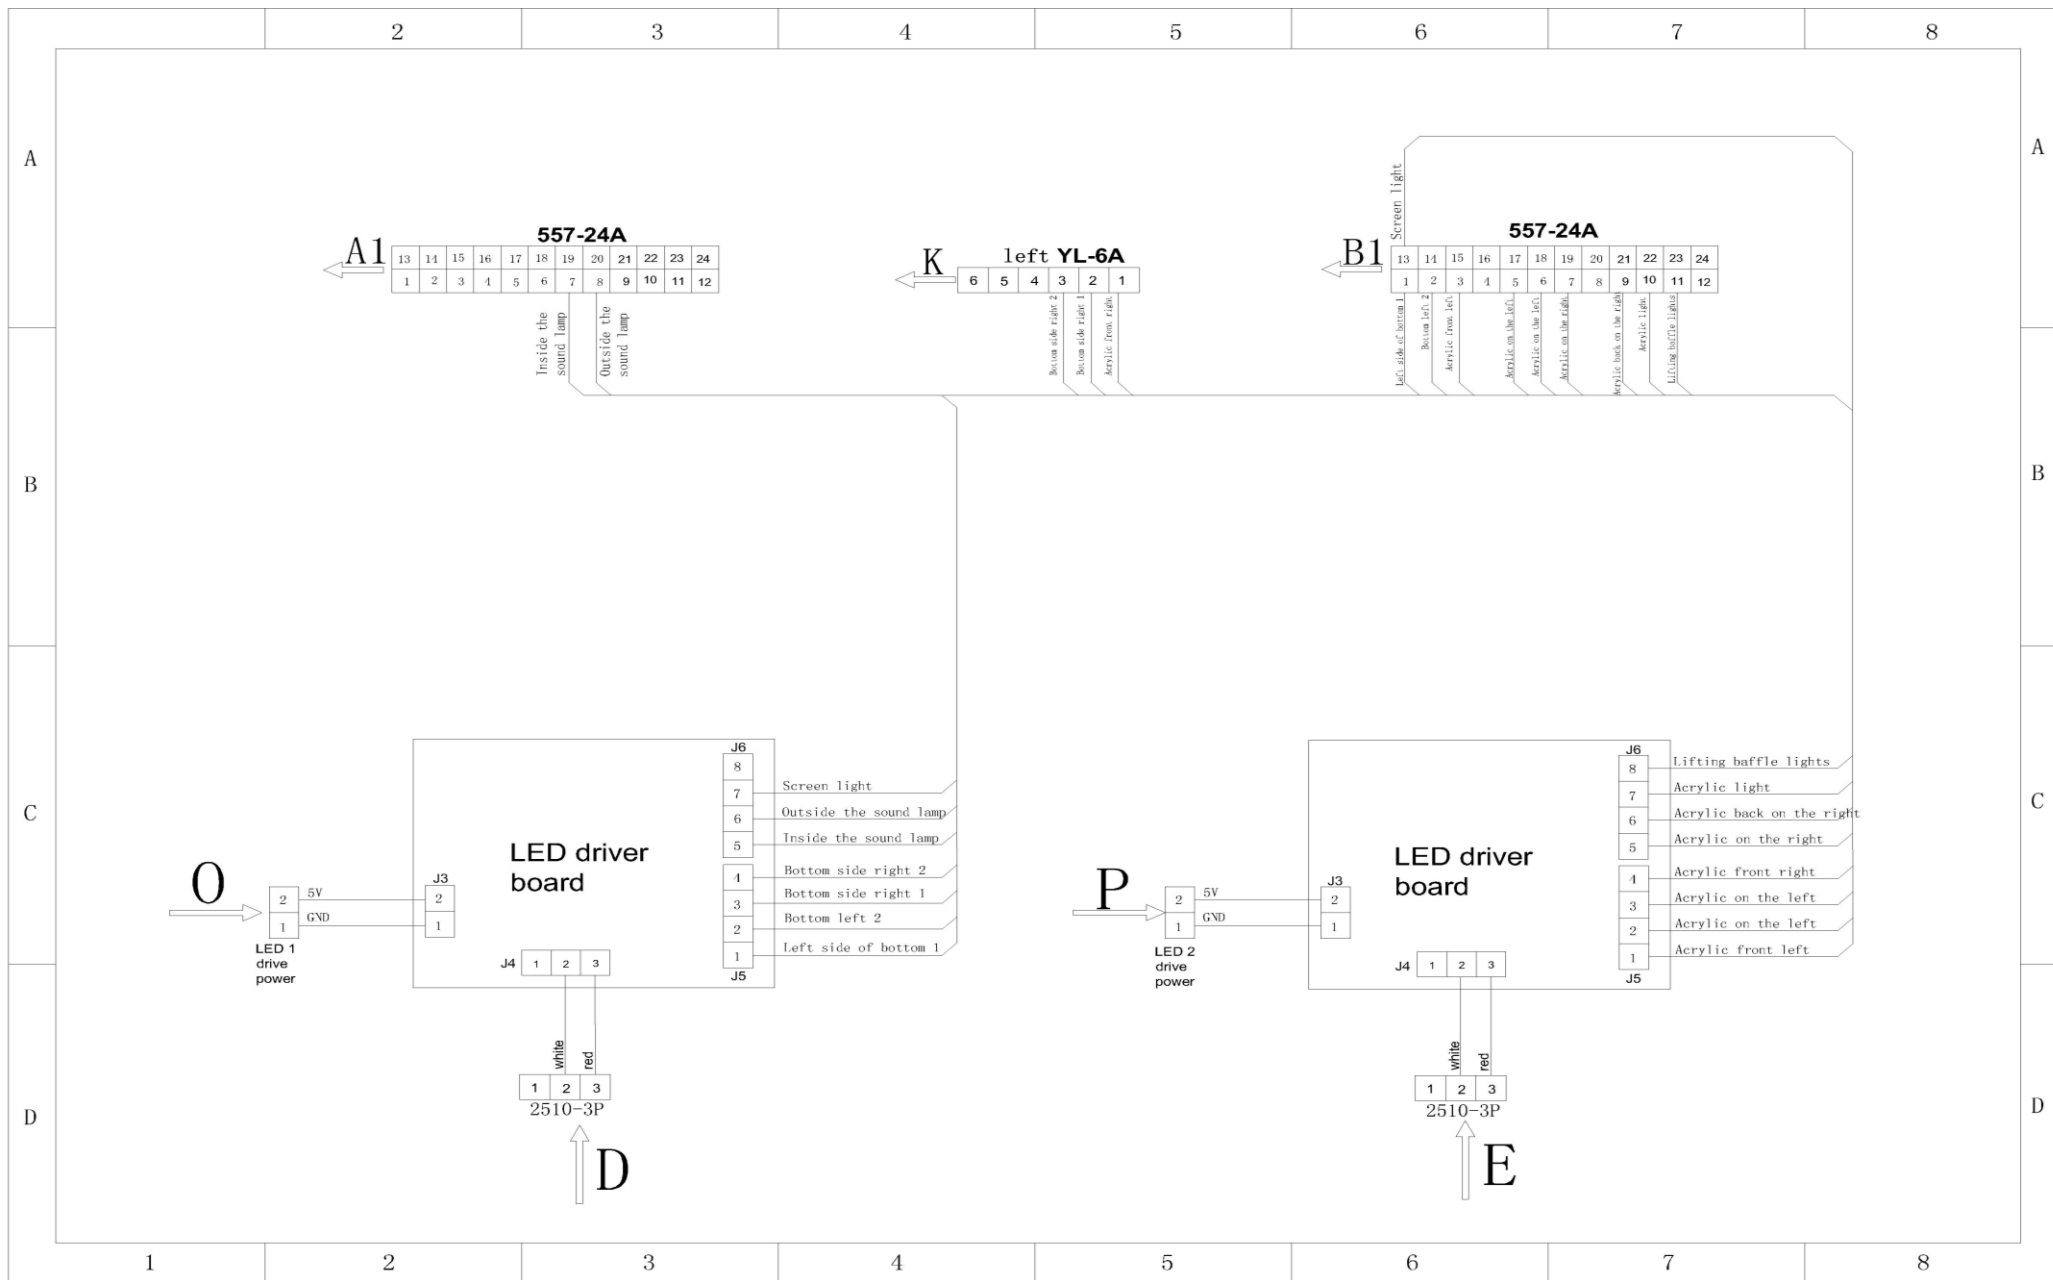 2 3 4 5 6 7 8
A A
Screen light
A1
557-24A
13 14 15 16 17 18 19 20 21 22 23 24
1 2 3 4 5 6 7 8 9 10 11 12
K
left YL-6A
6 5 4 3 2 1
B1
557-24A
13 14 15 16 17 18 19 20 21 22 23 24
1 2 3 4 5 6 7 8 9 10 11 12
Inside the
sound lamp
Outside the
sound lamp
Bottom side right 2
Bottom side right 1
Acrylic front right
Left side of bottom 1
Bottom left 2
Acrylic front left
Acrylic on the left
Acrylic on the left
Acrylic on the right
Acrylic back on the right
Acrylic light
Lifting baffle lights
B B
C C
J6
8
7 Screen light
6 Outside the sound lamp
5 Inside the sound lamp
4 Bottom side right 2
3 Bottom side right 1
2 Bottom left 2
1 Left side of bottom 1
J5
LED driver
board
O
2 5V
1 GND
LED 1
drive
power
J3
2
1
J4 1 2 3
white
red
1 2 3
2510-3P
D
J6
8 Lifting baffle lights
7 Acrylic light
6 Acrylic back on the right
5 Acrylic on the right
4 Acrylic front right
3 Acrylic on the left
2 Acrylic on the left
1 Acrylic front left
J5
LED driver
board
P
2 5V
1 GND
LED 2
drive
power
J3
2
1
J4 1 2 3
white
red
1 2 3
2510-3P
E
D D
1 2 3 4 5 6 7 8